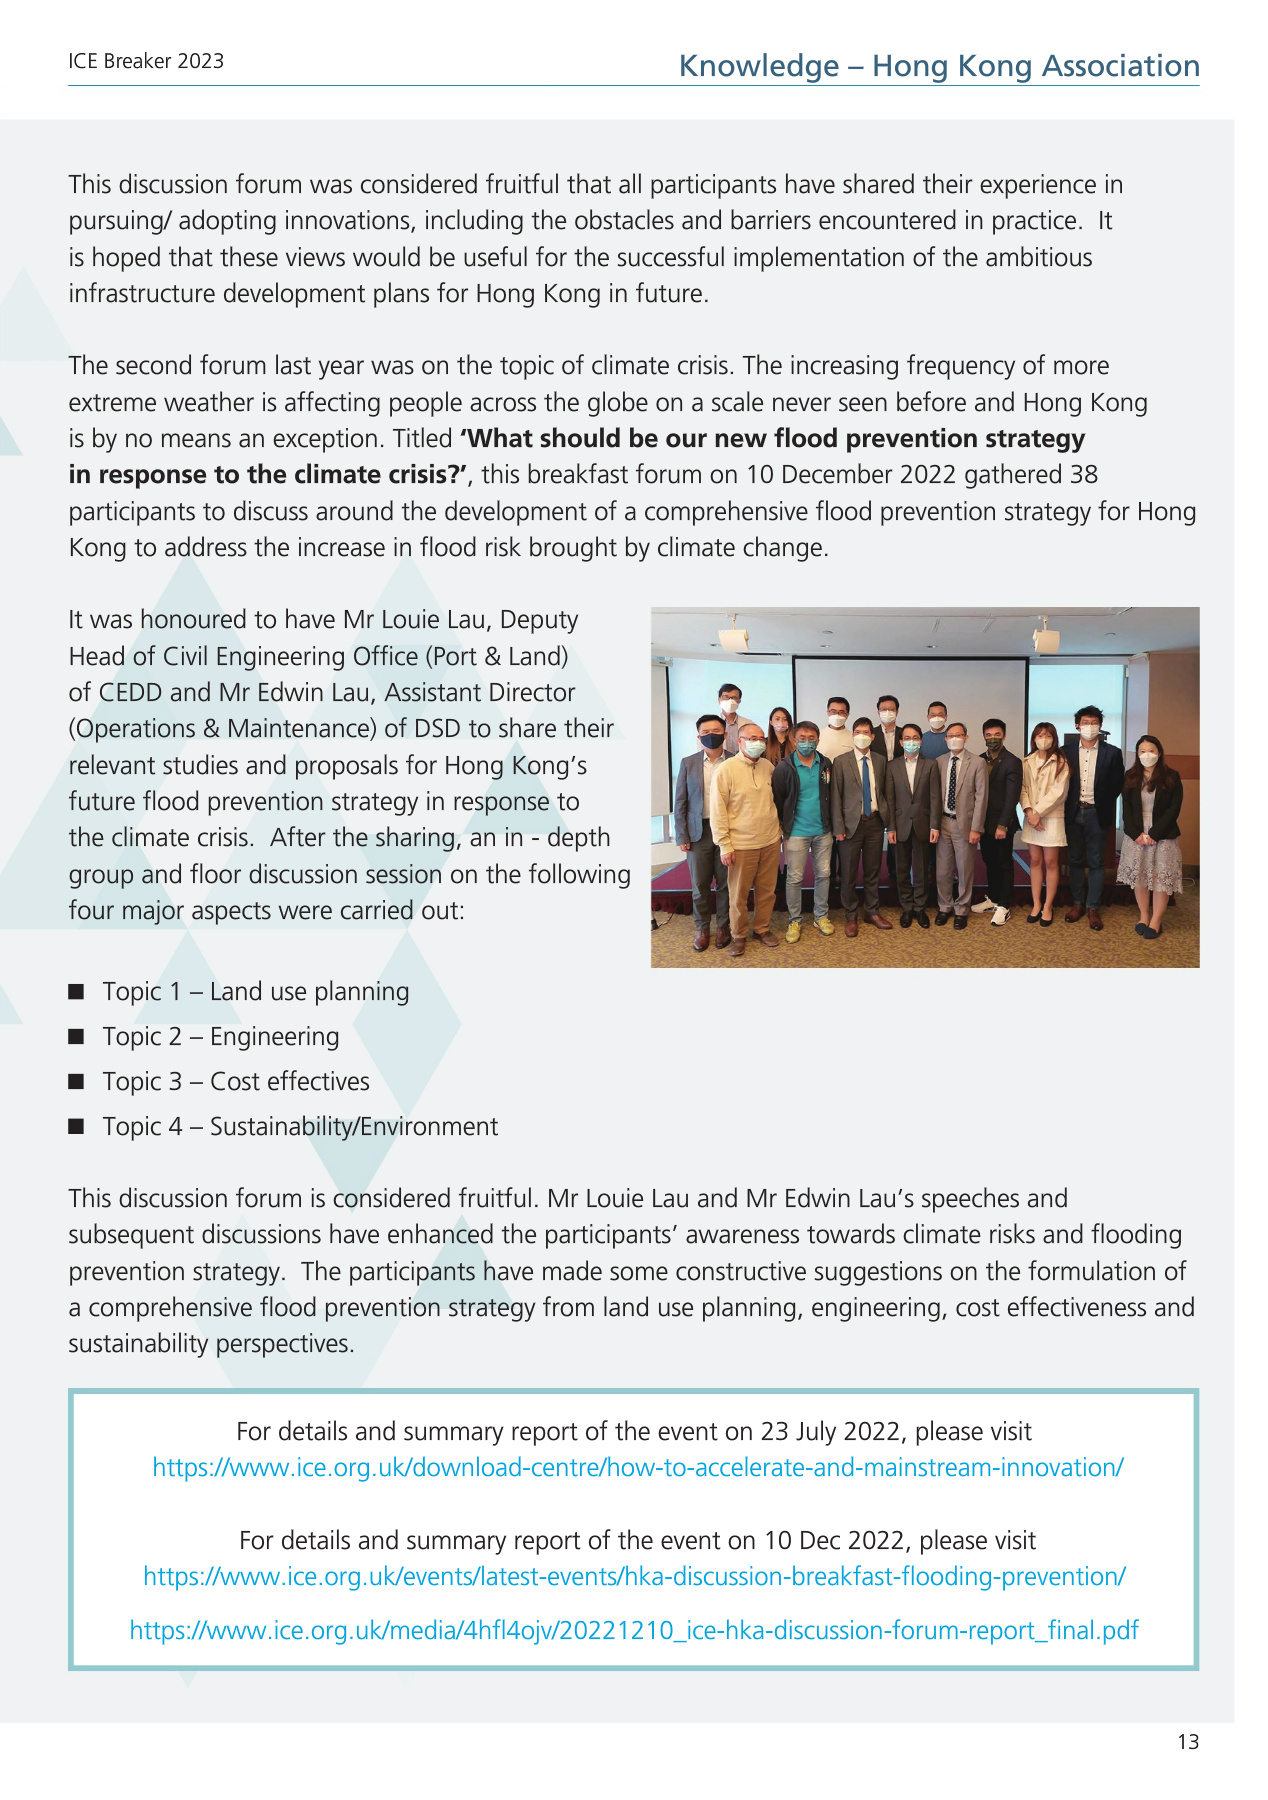 ICE Breaker 2023
Knowledge – Hong Kong Association
This discussion forum was considered fruitful that all participants have shared their experience in
pursuing/ adopting innovations, including the obstacles and barriers encountered in practice.  It
is hoped that these views would be useful for the successful implementation of the ambitious
infrastructure development plans for Hong Kong in future.
The second forum last year was on the topic of climate crisis. The increasing frequency of more
extreme weather is affecting people across the globe on a scale never seen before and Hong Kong
is by no means an exception. Titled ‘What should be our new flood prevention strategy
in response to the climate crisis?’, this breakfast forum on 10 December 2022 gathered 38
participants to discuss around the development of a comprehensive flood prevention strategy for Hong
Kong to address the increase in flood risk brought by climate change.
It was honoured to have Mr Louie Lau, Deputy
Head of Civil Engineering Office (Port & Land)
of CEDD and Mr Edwin Lau, Assistant Director
(Operations & Maintenance) of DSD to share their
relevant studies and proposals for Hong Kong’s
future flood prevention strategy in response to
the climate crisis.  After the sharing, an in - depth
group and floor discussion session on the following
four major aspects were carried out:
■ Topic 1 – Land use planning
■ Topic 2 – Engineering
■ Topic 3 – Cost effectives
■ Topic 4 – Sustainability/Environment
This discussion forum is considered fruitful. Mr Louie Lau and Mr Edwin Lau’s speeches and
subsequent discussions have enhanced the participants’ awareness towards climate risks and flooding
prevention strategy.  The participants have made some constructive suggestions on the formulation of
a comprehensive flood prevention strategy from land use planning, engineering, cost effectiveness and
sustainability perspectives.
For details and summary report of the event on 23 July 2022, please visit
https://www.ice.org.uk/download-centre/how-to-accelerate-and-mainstream-innovation/
For details and summary report of the event on 10 Dec 2022, please visit
https://www.ice.org.uk/events/latest-events/hka-discussion-breakfast-flooding-prevention/
https://www.ice.org.uk/media/4hfl4ojv/20221210_ice-hka-discussion-forum-report_final.pdf
13